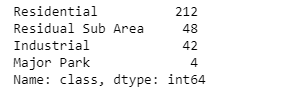 Residential 212
Residual Sub Area 48
Industrial 42
Major Park 4
Name: class, dtype: int64